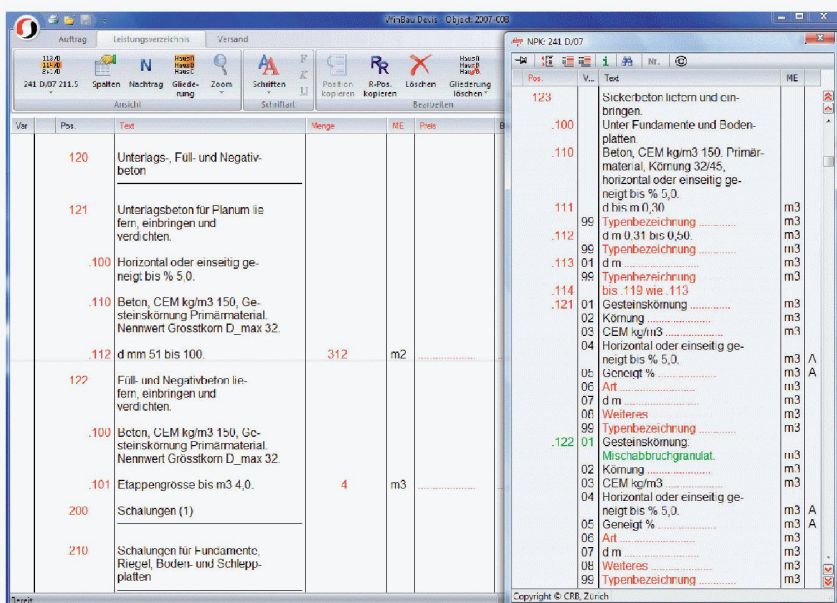 WinBau Devis - Object 2007-008
Auftrag Leistungsverzeichnis Versand
241 D/07 211.5 Spalten Nachtrag Gliede-rung Zoom
Ansicht
Schriften
F
K
U
Schriftart
Position kopieren R-Pos. kopieren Löschen Gliederung löschen
Bearbeiten
Var Pos. Text Menge ME Preis
120 Unterlags-, Füll- und Negativ-
beton
121 Unterlagsbeton für Planum lie
fern, einbringen und
verdichten.
.100 Horizontal oder einseitig ge-
neigt bis % 5,0.
.110 Beton, CEM kg/m3 150, Ge-
steinskörnung Primärmaterial.
Nennwert Grösstkorn D_max 32.
.112 d mm 51 bis 100. 312 m2
122 Füll- und Negativbeton lie-
fern, einbringen und
verdichten.
.100 Beton, CEM kg/m3 150, Ge-
steinskörnung Primärmaterial.
Nennwert Grösstkorn D_max 32.
.101 Etappengrösse bis m3 4,0. 4 m3
200 Schalungen (1)
210 Schalungen für Fundamente,
Riegel, Boden- und Schlepp-
platten
Bereit
NPK: 241 D/07
Nr.
Pos. V... Text ME
123 Sickerbeton liefern und ein-
bringen.
.100 Unter Fundamente und Boden-
platten.
.110 Beton, CEM kg/m3 150. Primär-
material, Körnung 32/45,
horizontal oder einseitig ge-
neigt bis % 5,0.
111 d bis m 0,30 m3
99 Typenbezeichnung ............. m3
.112 d m 0,31 bis 0,50. m3
99 Typenbezeichnung ............. m3
.113 01 d m ............. m3
99 Typenbezeichnung ............. m3
.114 bis .119 wie .113
.121 01 Gesteinskörnung ............. m3
02 Körnung ............. m3
03 CEM kg/m3 ............. m3
04 Horizontal oder einseitig ge-
neigt bis % 5,0. m3 A
05 Geneigt % ............. m3 A
06 Art ............. m3
07 d m ............. m3
08 Weiteres m3
99 Typenbezeichnung ............. m3
.122 01 Gesteinskörnung:
Mischabbruchgranulat. m3
02 Körnung ............. m3
03 CEM kg/m3 ............. m3
04 Horizontal oder einseitig ge-
neigt bis % 5,0. m3 A
05 Geneigt % ............. m3 A
06 Art ............. m3
07 d m ............. m3
08 Weiteres ............. m3
99 Typenbezeichnung ............. m3
Copyright © CRB, Zürich